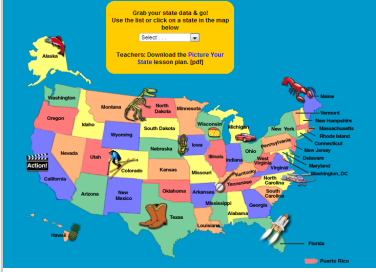 Grab your state data & go!
Use the list or click on a state in the map
below
Select . . .
Teachers: Download the Picture Your
State lesson plan. [pdf]
Alaska
Washington
Montana
North
Dakota
Minnesota
Maine
Oregon
Idaho
South Dakota
Wisconsin
Michigan
Vermont
New Hampshire
New York
Massachusetts
Rhode Island
Wyoming
Nebraska
Iowa
Pennsylvania
Connecticut
New Jersey
Action!
Nevada
Utah
Colorado
Kansas
Missouri
Illinois
Indiana
Ohio
West
Virginia
Virginia
Delaware
Maryland
Washington, DC
Kentucky
California
Arizona
New
Mexico
Oklahoma
Arkansas
Tennessee
North
Carolina
South
Carolina
Texas
Mississippi
Alabama
Georgia
Louisiana
Hawaii
Florida
Puerto Rico